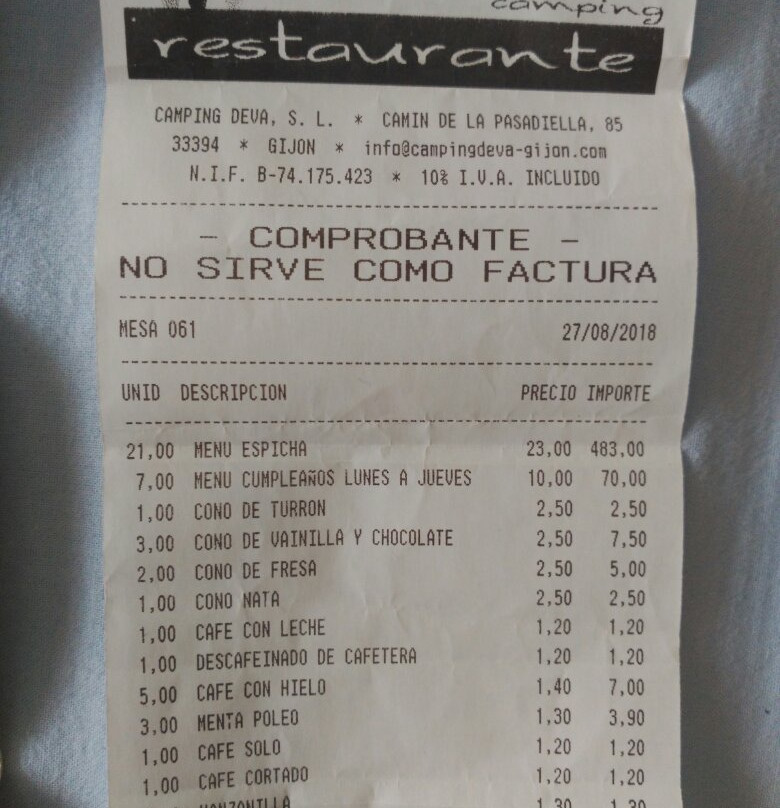 camping
restaurante
CAMPING DEVA, S. L. * CAMIN DE LA PASADIELLA, 85
33394 * GIJON * info@campingdeva-gijon.com
N.I.F. B-74.175.423 * 10% I.V.A. INCLUIDO
- COMPROBANTE -
NO SIRVE COMO FACTURA
MESA 061 27/08/2018
UNID DESCRIPCION PRECIO IMPORTE
21,00 MENU ESPICHA 23,00 483,00
7,00 MENU CUMPLEAÑOS LUNES A JUEVES 10,00 70,00
1,00 CONO DE TURRON 2,50 2,50
3,00 CONO DE VAINILLA Y CHOCOLATE 2,50 7,50
2,00 CONO DE FRESA 2,50 5,00
1,00 CONO NATA 2,50 2,50
1,00 CAFE CON LECHE 1,20 1,20
1,00 DESCAFEINADO DE CAFETERA 1,20 1,20
5,00 CAFE CON HIELO 1,40 7,00
3,00 MENTA POLEO 1,30 3,90
1,00 CAFE SOLO 1,20 1,20
1,00 CAFE CORTADO 1,20 1,20
MANZANILLA 1,30 1,30